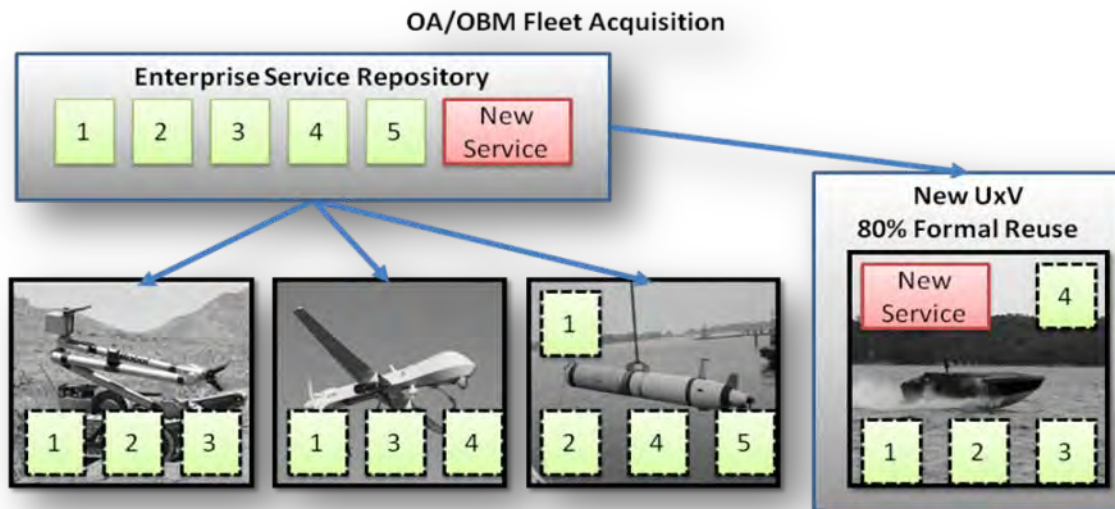 OA/OBM Fleet Acquisition
Enterprise Service Repository
1 2 3 4 5 New
Service
New UxV
80% Formal Reuse
1 2 3
1 3 4
1
2 4 5
New
Service
4
1 2 3